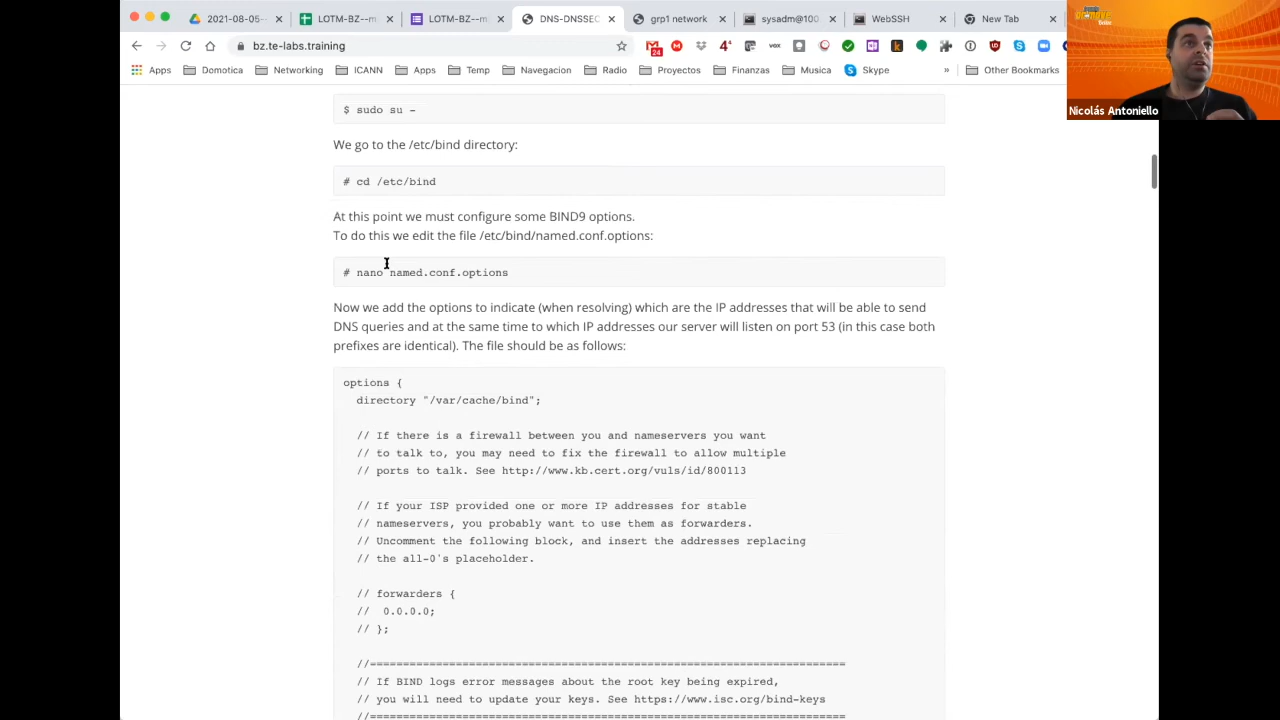 2021-08-05--
LOTM-BZ--m
LOTM-BZ--m
DNS-DNSSEC
grp1 network
sysadm@100
WebSSH
New Tab
bz.te-labs.training
24
vox
Apps
Domotica
Networking
ICANN
Apps
Temp
Navegacion
Radio
Proyectos
Finanzas
Musica
Skype
»
Other Bookmarks
Nicolás Antoniello
$ sudo su -
We go to the /etc/bind directory:
# cd /etc/bind
At this point we must configure some BIND9 options.
To do this we edit the file /etc/bind/named.conf.options:
# nano named.conf.options
Now we add the options to indicate (when resolving) which are the IP addresses that will be able to send
DNS queries and at the same time to which IP addresses our server will listen on port 53 (in this case both
prefixes are identical). The file should be as follows:
options {
directory "/var/cache/bind";
// If there is a firewall between you and nameservers you want
// to talk to, you may need to fix the firewall to allow multiple
// ports to talk. See http://www.kb.cert.org/vuls/id/800113
// If your ISP provided one or more IP addresses for stable
// nameservers, you probably want to use them as forwarders.
// Uncomment the following block, and insert the addresses replacing
// the all-0's placeholder.
// forwarders {
// 0.0.0.0;
// };
//========================================================================
// If BIND logs error messages about the root key being expired,
// you will need to update your keys. See https://www.isc.org/bind-keys
//========================================================================